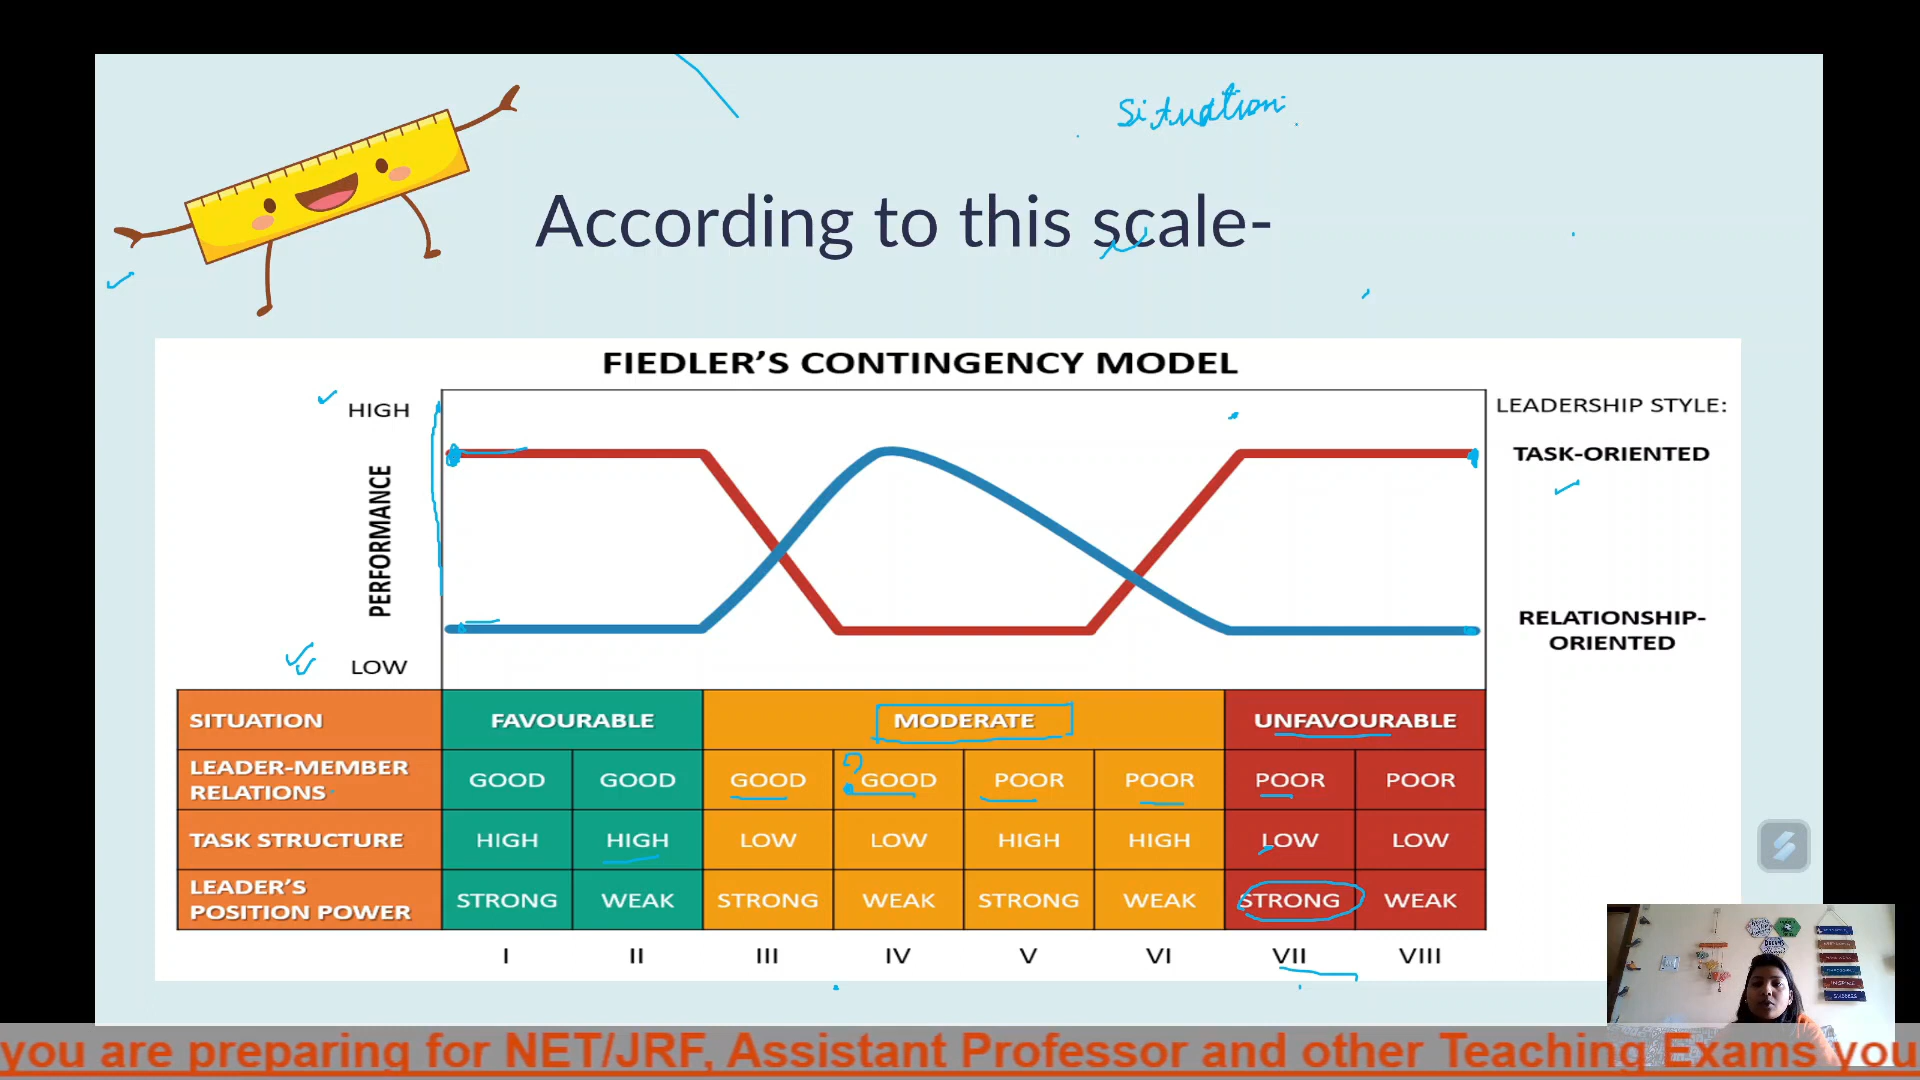 Situation
According to this scale-
FIEDLER'S CONTINGENCY MODEL
HIGH
PERFORMANCE
LOW
LEADERSHIP STYLE:
TASK-ORIENTED
RELATIONSHIP-
ORIENTED
SITUATION FAVOURABLE MODERATE UNFAVOURABLE
LEADER-MEMBER
RELATIONS GOOD GOOD GOOD GOOD POOR POOR POOR POOR
TASK STRUCTURE HIGH HIGH LOW LOW HIGH HIGH LOW LOW
LEADER'S
POSITION POWER STRONG WEAK STRONG WEAK STRONG WEAK STRONG WEAK
I II III IV V VI VII VIII
you are preparing for NET/JRF, Assistant Professor and other Teaching Exams you